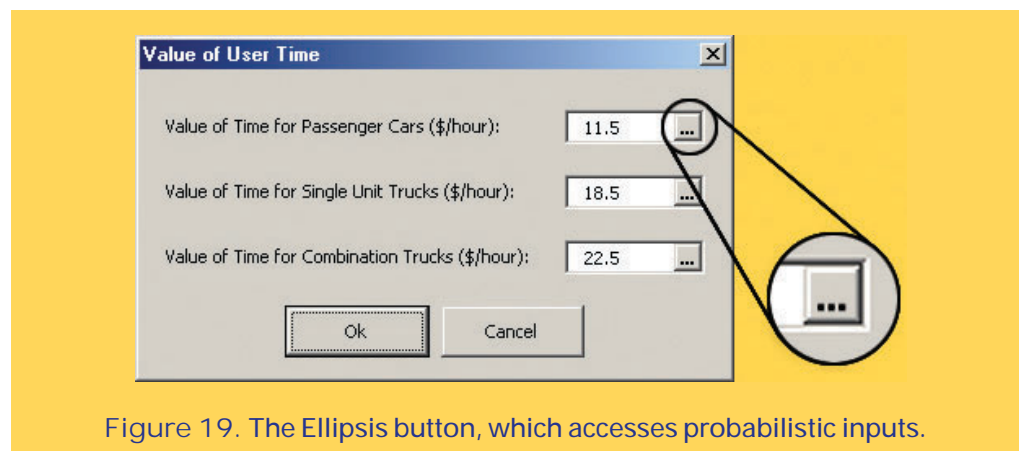 Value of User Time
Value of Time for Passenger Cars ($/hour): 11.5 ...
Value of Time for Single Unit Trucks ($/hour): 18.5 ...
Value of Time for Combination Trucks ($/hour): 22.5 ...
...
Ok Cancel
Figure 19. The Ellipsis button, which accesses probabilistic inputs.